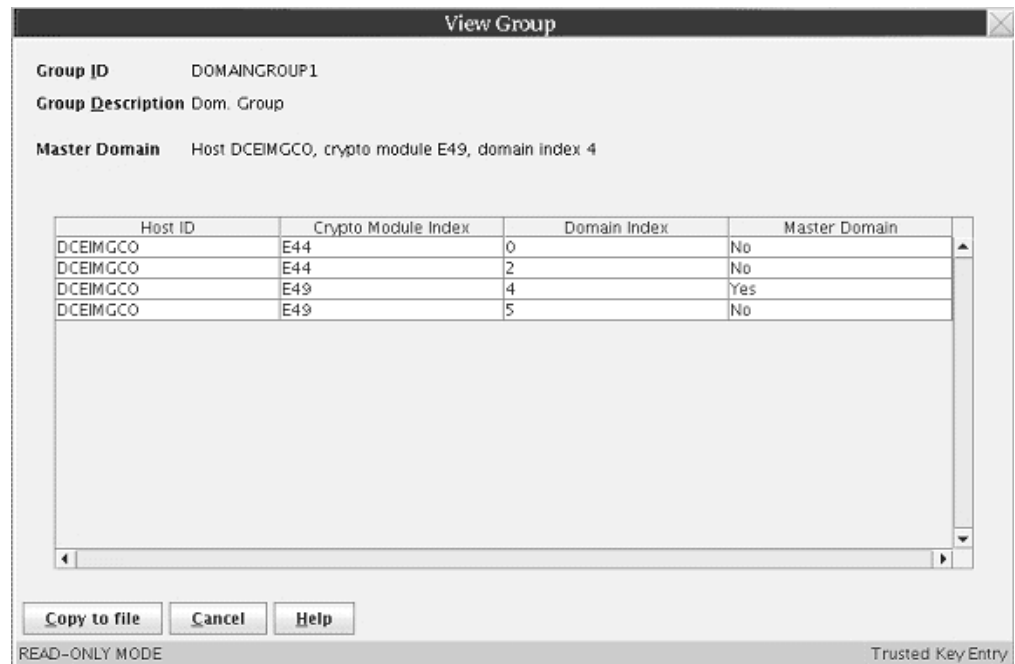 View Group
Group ID DOMAINGROUP1
Group Description Dom. Group
Master Domain Host DCEIMGCO, crypto module E49, domain index 4
Host ID Crypto Module Index Domain Index Master Domain
DCEIMGCO E44 0 No
DCEIMGCO E44 2 No
DCEIMGCO E49 4 Yes
DCEIMGCO E49 5 No
Copy to file Cancel Help
READ-ONLY MODE Trusted Key Entry